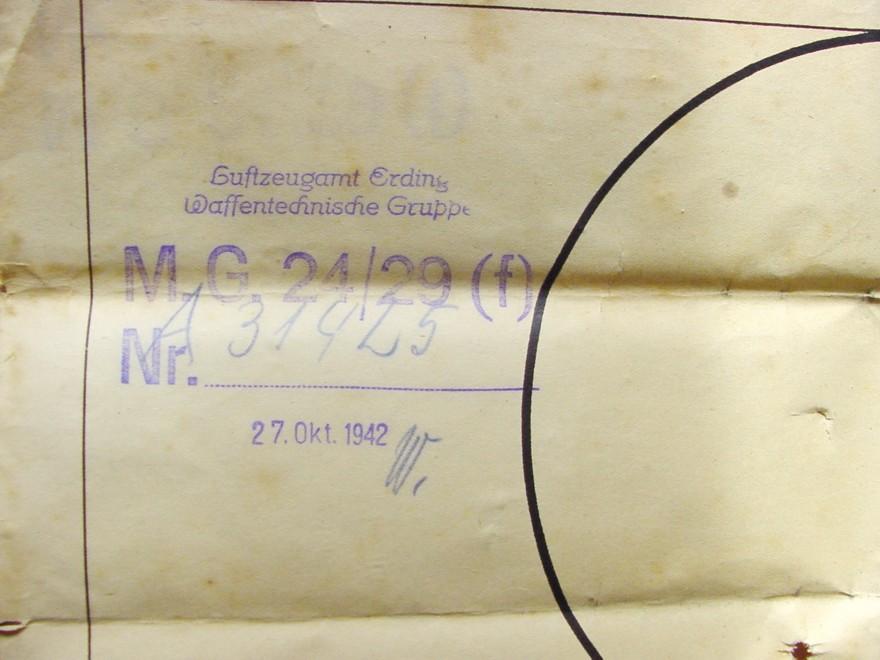 Luftzeugamt Erding
Waffentechnische Gruppe
M.G. 24/29 (f)
Nr. A 31425
27. Okt. 1942 W.